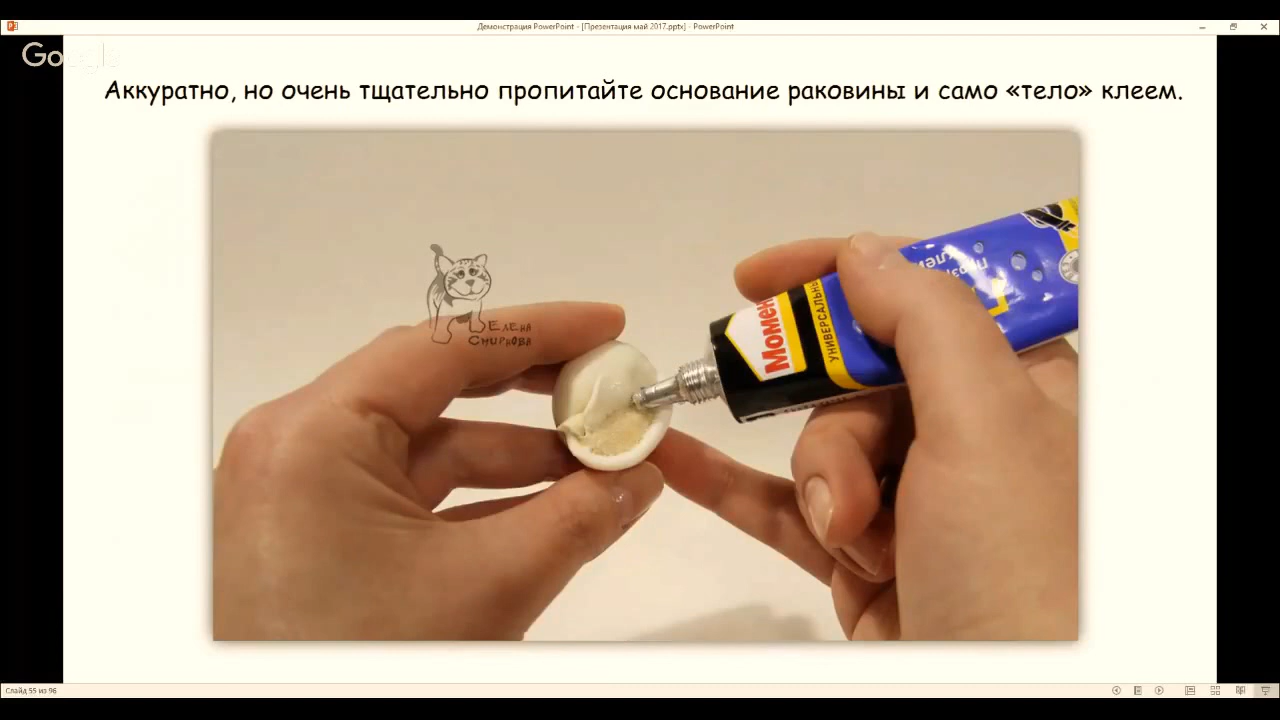 Демонстрация PowerPoint - [Презентация май 2017.pptx] - PowerPoint
Google
Аккуратно, но очень тщательно пропитайте основание раковины и само «тело» клеем.
Елена
Смирнова
Момен
УНИВЕРСАЛЬНЫ
Слайд 55 из 96